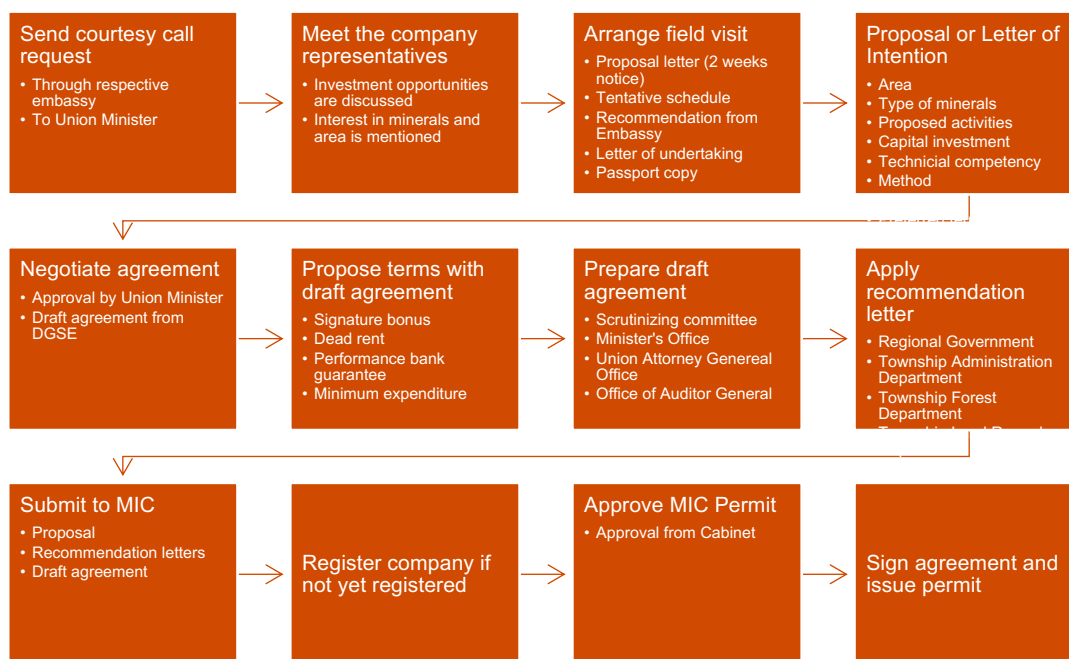 Send courtesy call
request
• Through respective
embassy
• To Union Minister
Meet the company
representatives
• Investment opportunities
are discussed
• Interest in minerals and
area is mentioned
Arrange field visit
• Proposal letter (2 weeks
notice)
• Tentative schedule
• Recommendation from
Embassy
• Letter of undertaking
• Passport copy
Proposal or Letter of
Intention
• Area
• Type of minerals
• Proposed activities
• Capital investment
• Technicial competency
• Method
Negotiate agreement
• Approval by Union Minister
• Draft agreement from
DGSE
Propose terms with
draft agreement
• Signature bonus
• Dead rent
• Performance bank
guarantee
• Minimum expenditure
Prepare draft
agreement
• Scrutinizing committee
• Minister's Office
• Union Attorney Genereal
Office
• Office of Auditor General
Apply
recommendation
letter
• Regional Government
• Township Administration
Department
• Township Forest
Department
Submit to MIC
• Proposal
• Recommendation letters
• Draft agreement
Register company if
not yet registered
Approve MIC Permit
• Approval from Cabinet
Sign agreement and
issue permit